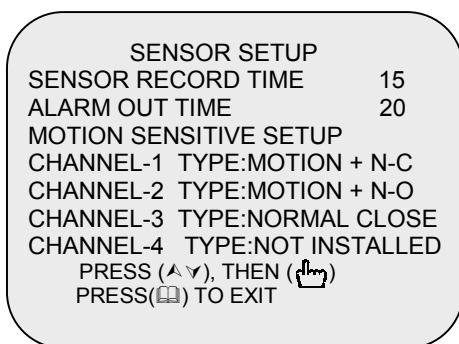 SENSOR SETUP
SENSOR RECORD TIME 15
ALARM OUT TIME 20
MOTION SENSITIVE SETUP
CHANNEL-1 TYPE:MOTION + N-C
CHANNEL-2 TYPE:MOTION + N-O
CHANNEL-3 TYPE:NORMAL CLOSE
CHANNEL-4 TYPE:NOT INSTALLED
PRESS (⋏⋎), THEN (👆)
PRESS(🕮) TO EXIT